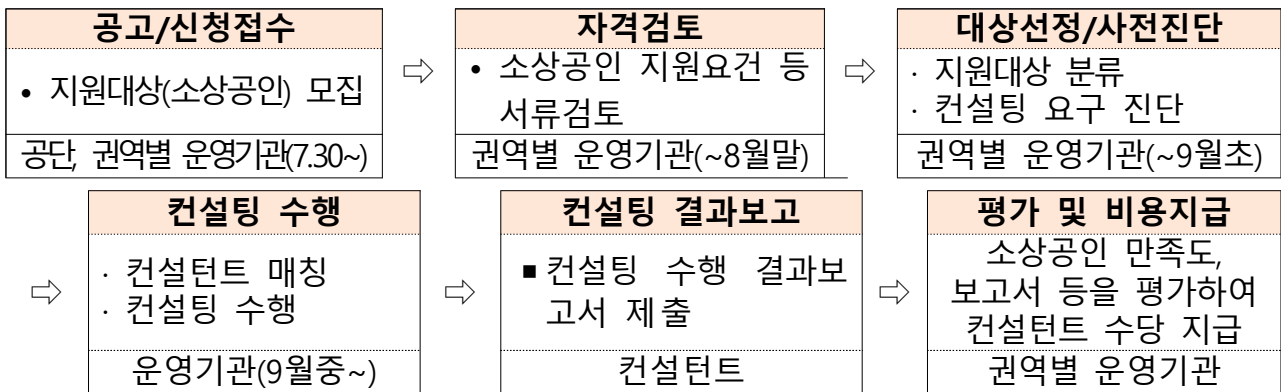 공고/신청접수
• 지원대상(소상공인) 모집
공단, 권역별 운영기관(7.30~)
⇨
자격검토
• 소상공인 지원요건 등
서류검토
권역별 운영기관(~8월말)
⇨
대상선정/사전진단
· 지원대상 분류
· 컨설팅 요구 진단
권역별 운영기관(~9월초)
⇨
컨설팅 수행
· 컨설턴트 매칭
· 컨설팅 수행
운영기관(9월중~)
⇨
컨설팅 결과보고
■ 컨설팅 수행 결과보
고서 제출
컨설턴트
⇨
평가 및 비용지급
소상공인 만족도,
보고서 등을 평가하여
컨설턴트 수당 지급
권역별 운영기관